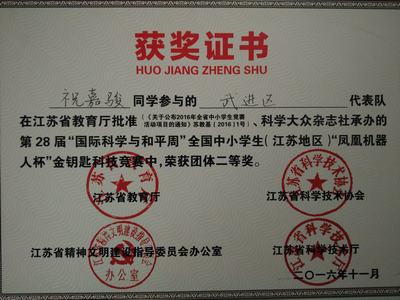 获奖证书
HUO JIANG ZHENG SHU
祝嘉骏 同学参与的 武进区 代表队
在江苏省教育厅批准(《关于公布2016年全省中小学生竞赛活动项目的通知》苏教基〔2016〕1号)、科学大众杂志社承办的
第28届“国际科学与和平周”全国中小学生(江苏地区)“凤凰机器
人杯”金钥匙科技竞赛中,荣获团体二等奖。
江苏省教育厅 江苏省科学技术协会
江苏省精神文明建设指导委员会办公室 江苏省科学技术厅
办公室
二〇一六年十一月